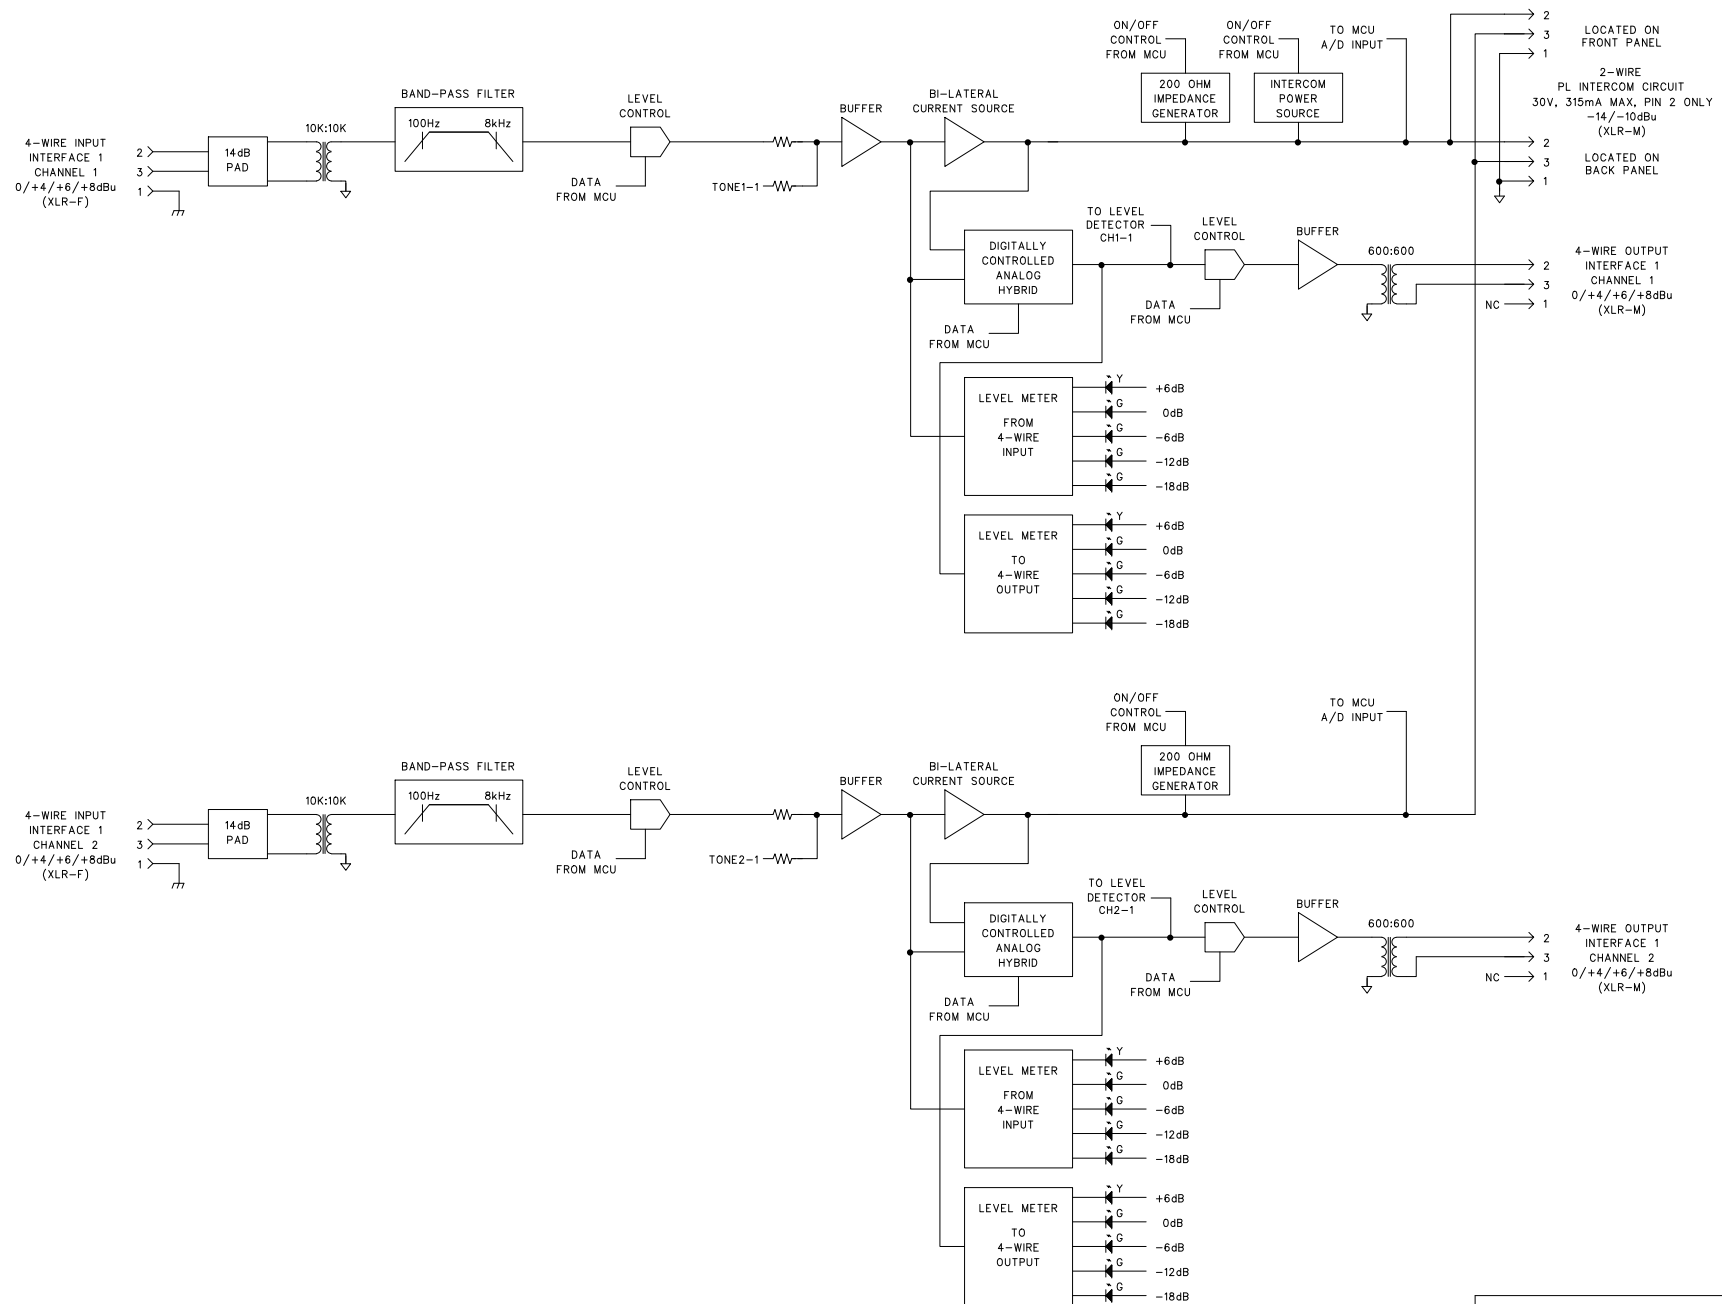 ON/OFF
CONTROL
FROM MCU
ON/OFF
CONTROL
FROM MCU
TO MCU
A/D INPUT
2
3
1
LOCATED ON
FRONT PANEL
2-WIRE
PL INTERCOM CIRCUIT
30V, 315mA MAX, PIN 2 ONLY
-14/-10dBu
(XLR-M)
2
3
1
LOCATED ON
BACK PANEL
200 OHM
IMPEDANCE
GENERATOR
INTERCOM
POWER
SOURCE
4-WIRE INPUT
INTERFACE 1
CHANNEL 1
0/+4/+6/+8dBu
(XLR-F)
2
3
1
14dB
PAD
10K:10K
BAND-PASS FILTER
100Hz 8kHz
LEVEL
CONTROL
DATA
FROM MCU
TONE1-1
BUFFER
BI-LATERAL
CURRENT SOURCE
DIGITALLY
CONTROLLED
ANALOG
HYBRID
DATA
FROM MCU
TO LEVEL
DETECTOR
CH1-1
LEVEL
CONTROL
DATA
FROM MCU
BUFFER
600:600
2
3
NC 1
4-WIRE OUTPUT
INTERFACE 1
CHANNEL 1
0/+4/+6/+8dBu
(XLR-M)
LEVEL METER
FROM
4-WIRE
INPUT
Y +6dB
G 0dB
G -6dB
G -12dB
G -18dB
LEVEL METER
TO
4-WIRE
OUTPUT
Y +6dB
G 0dB
G -6dB
G -12dB
G -18dB
ON/OFF
CONTROL
FROM MCU
TO MCU
A/D INPUT
200 OHM
IMPEDANCE
GENERATOR
4-WIRE INPUT
INTERFACE 1
CHANNEL 2
0/+4/+6/+8dBu
(XLR-F)
2
3
1
14dB
PAD
10K:10K
BAND-PASS FILTER
100Hz 8kHz
LEVEL
CONTROL
DATA
FROM MCU
TONE2-1
BUFFER
BI-LATERAL
CURRENT SOURCE
DIGITALLY
CONTROLLED
ANALOG
HYBRID
DATA
FROM MCU
TO LEVEL
DETECTOR
CH2-1
LEVEL
CONTROL
DATA
FROM MCU
BUFFER
600:600
2
3
NC 1
4-WIRE OUTPUT
INTERFACE 1
CHANNEL 2
0/+4/+6/+8dBu
(XLR-M)
LEVEL METER
FROM
4-WIRE
INPUT
Y +6dB
G 0dB
G -6dB
G -12dB
G -18dB
LEVEL METER
TO
4-WIRE
OUTPUT
Y +6dB
G 0dB
G -6dB
G -12dB
G -18dB